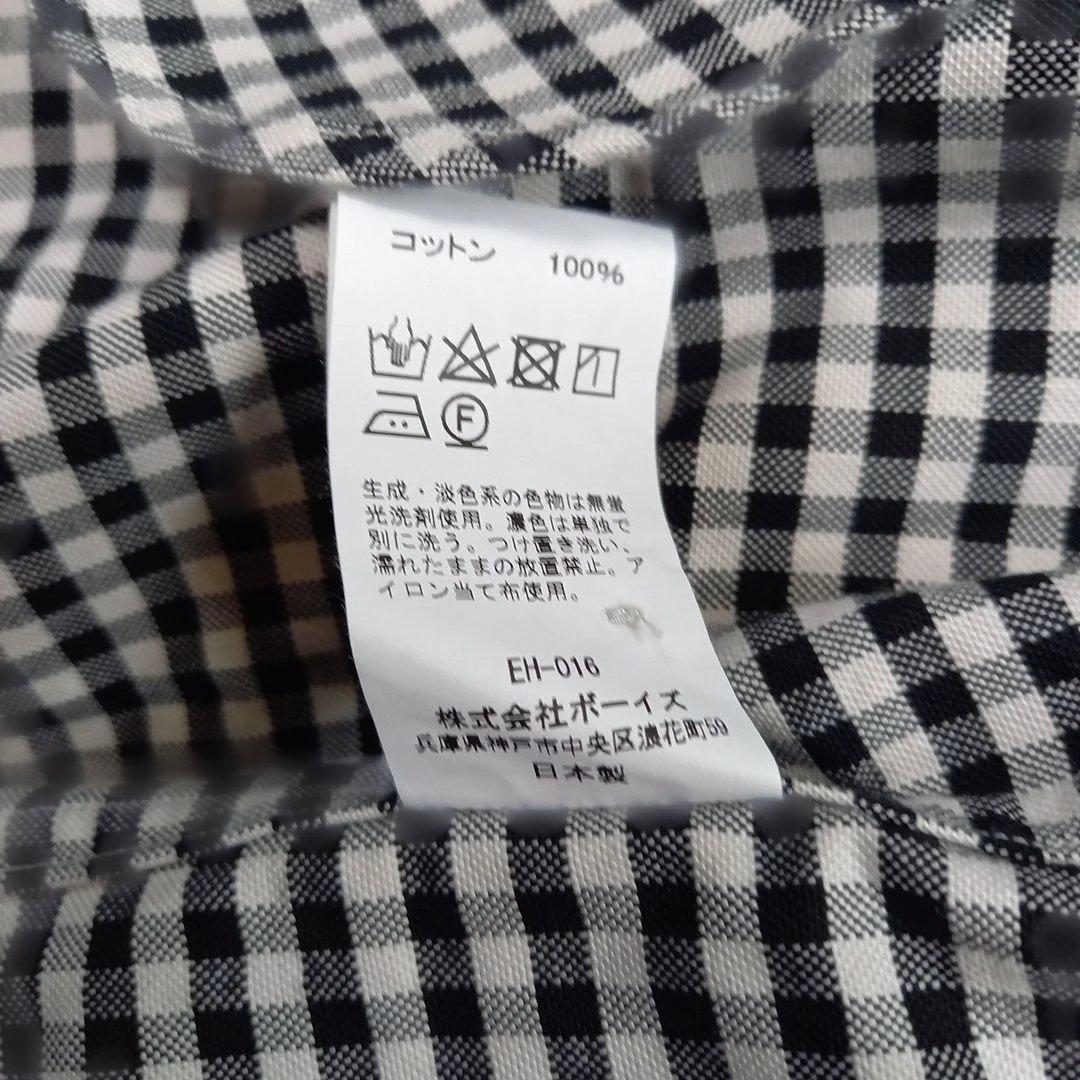 コットン 100%
F
生成・淡色系の色物は無蛍
光洗剤使用。濃色は単独で
別に洗う。つけ置き洗い、
濡れたままの放置禁止。ア
イロン当て布使用。
EH-016
株式会社ボーイズ
兵庫県神戸市中央区浪花町59
日本製